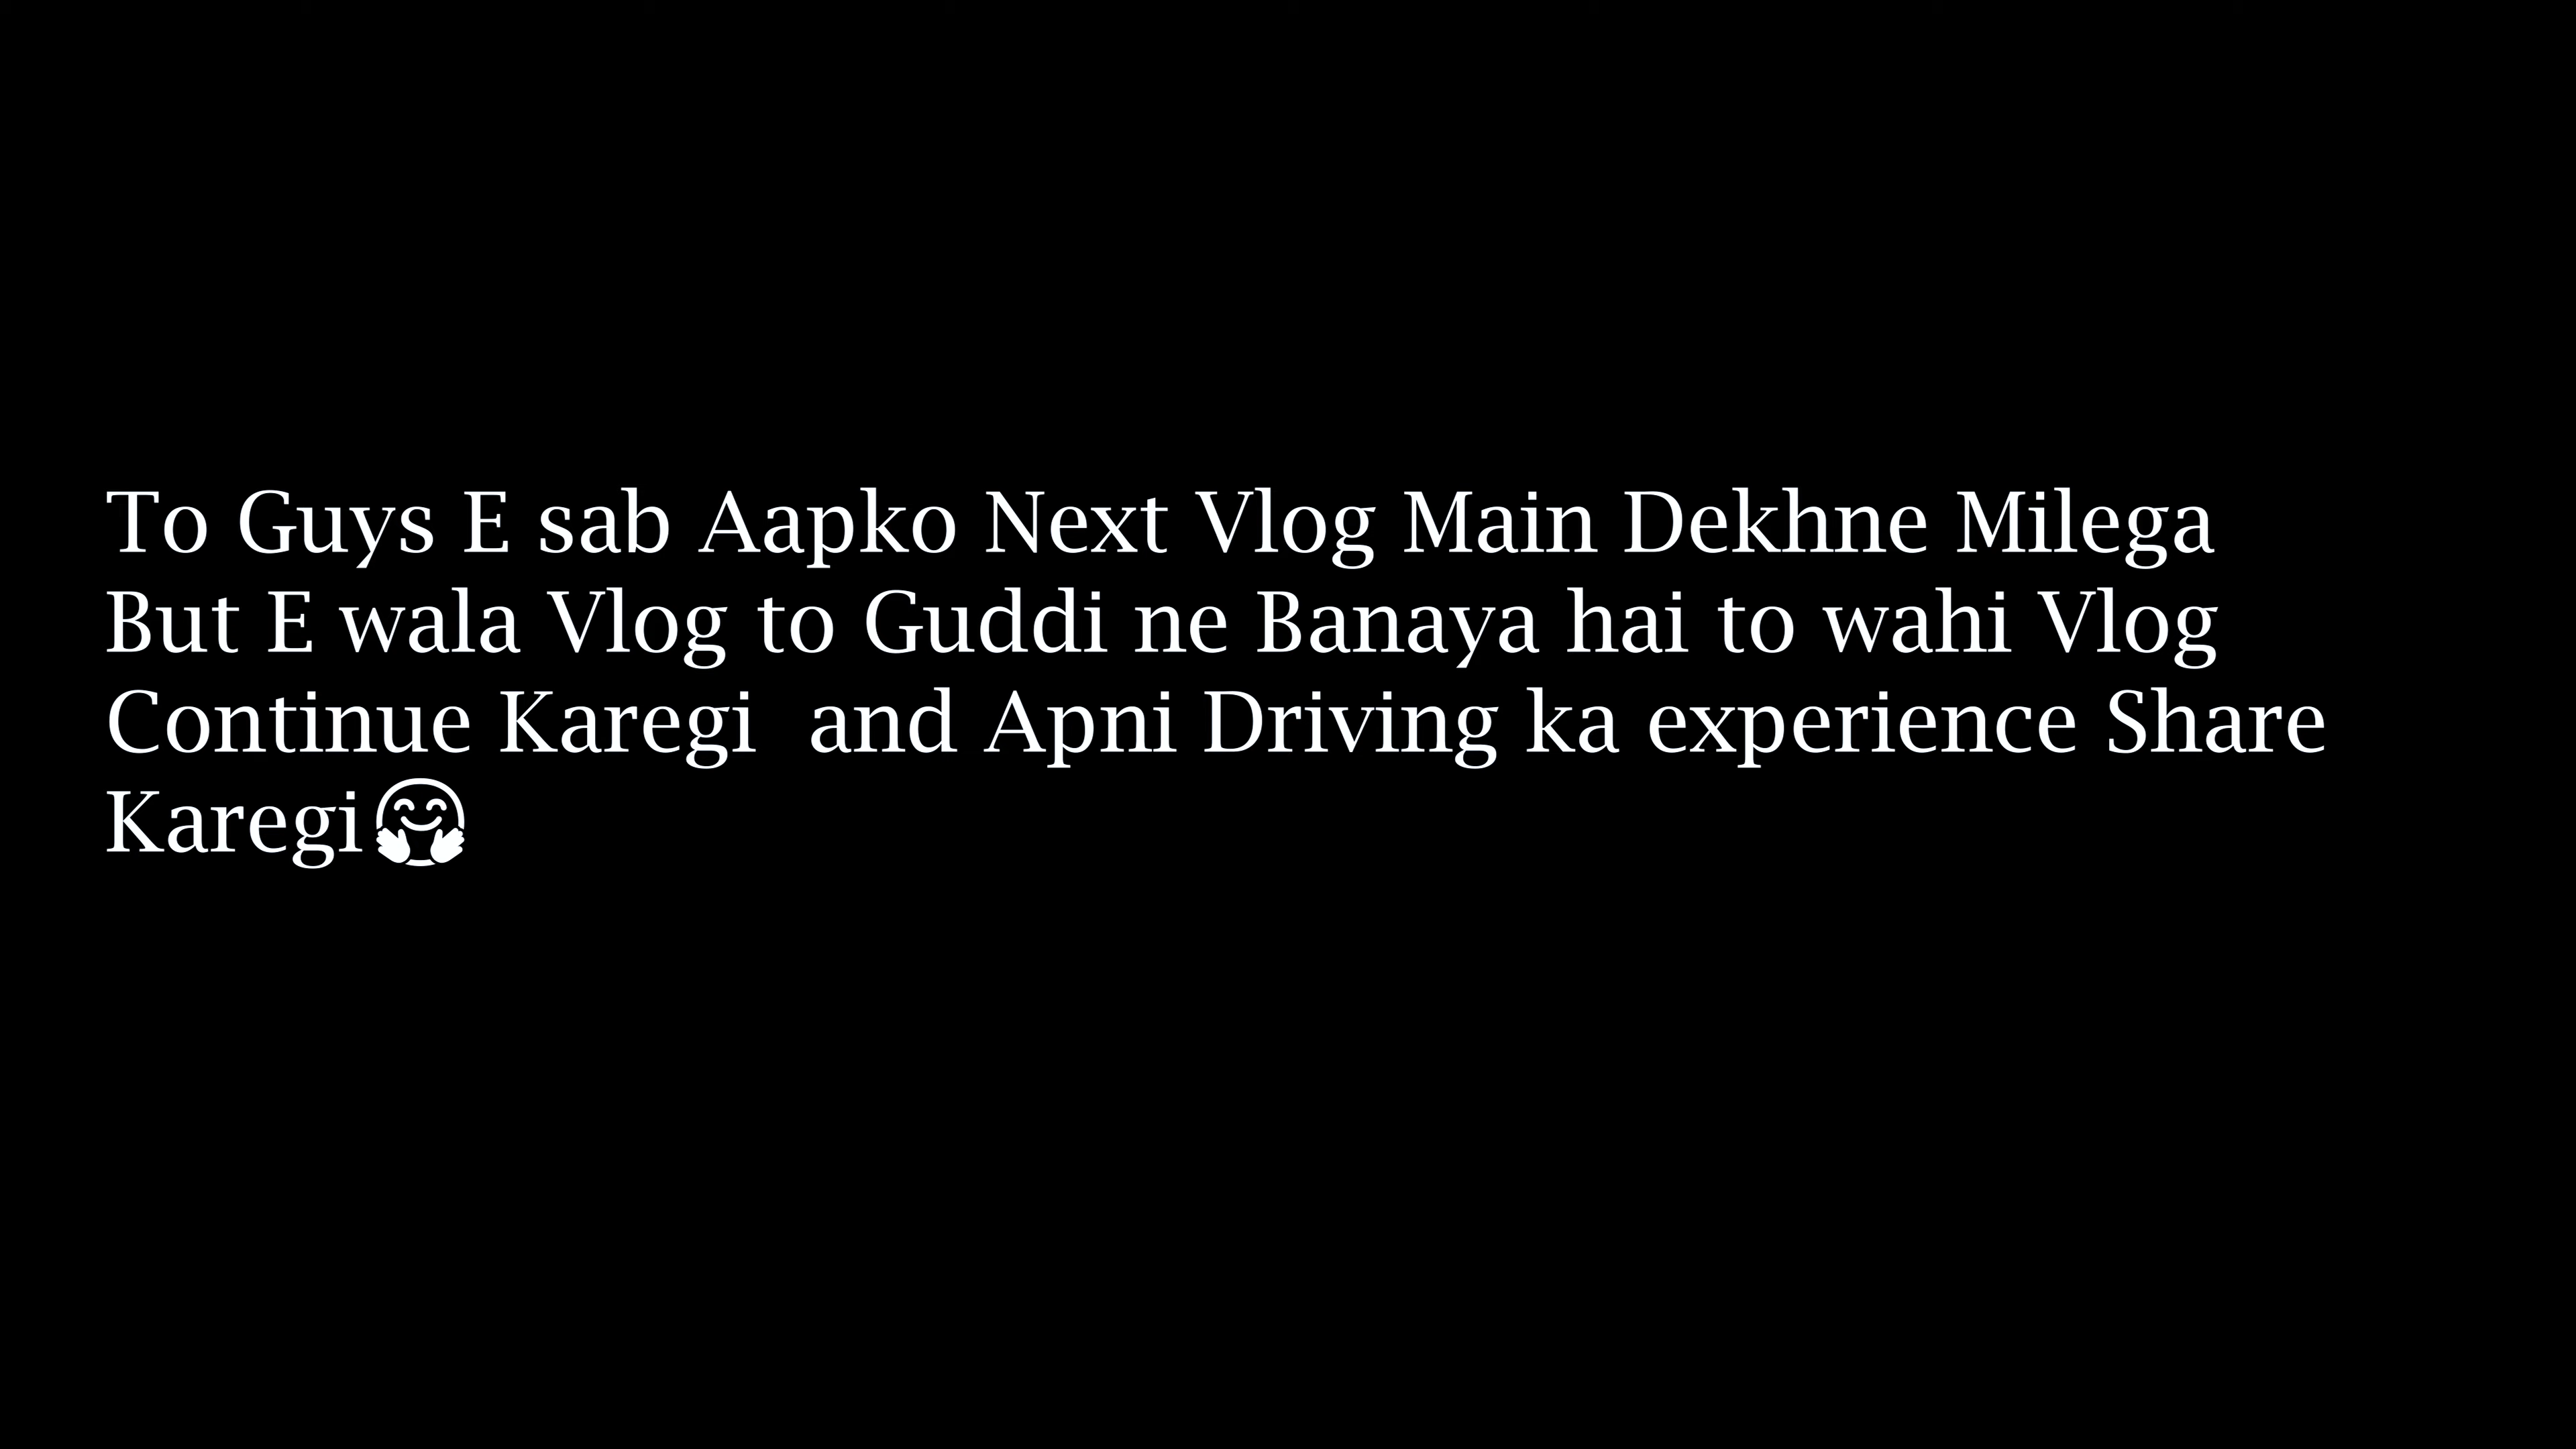 To Guys E sab Aapko Next Vlog Main Dekhne Milega
But E wala Vlog to Guddi ne Banaya hai to wahi Vlog
Continue Karegi  and Apni Driving ka experience Share
Karegi🤗